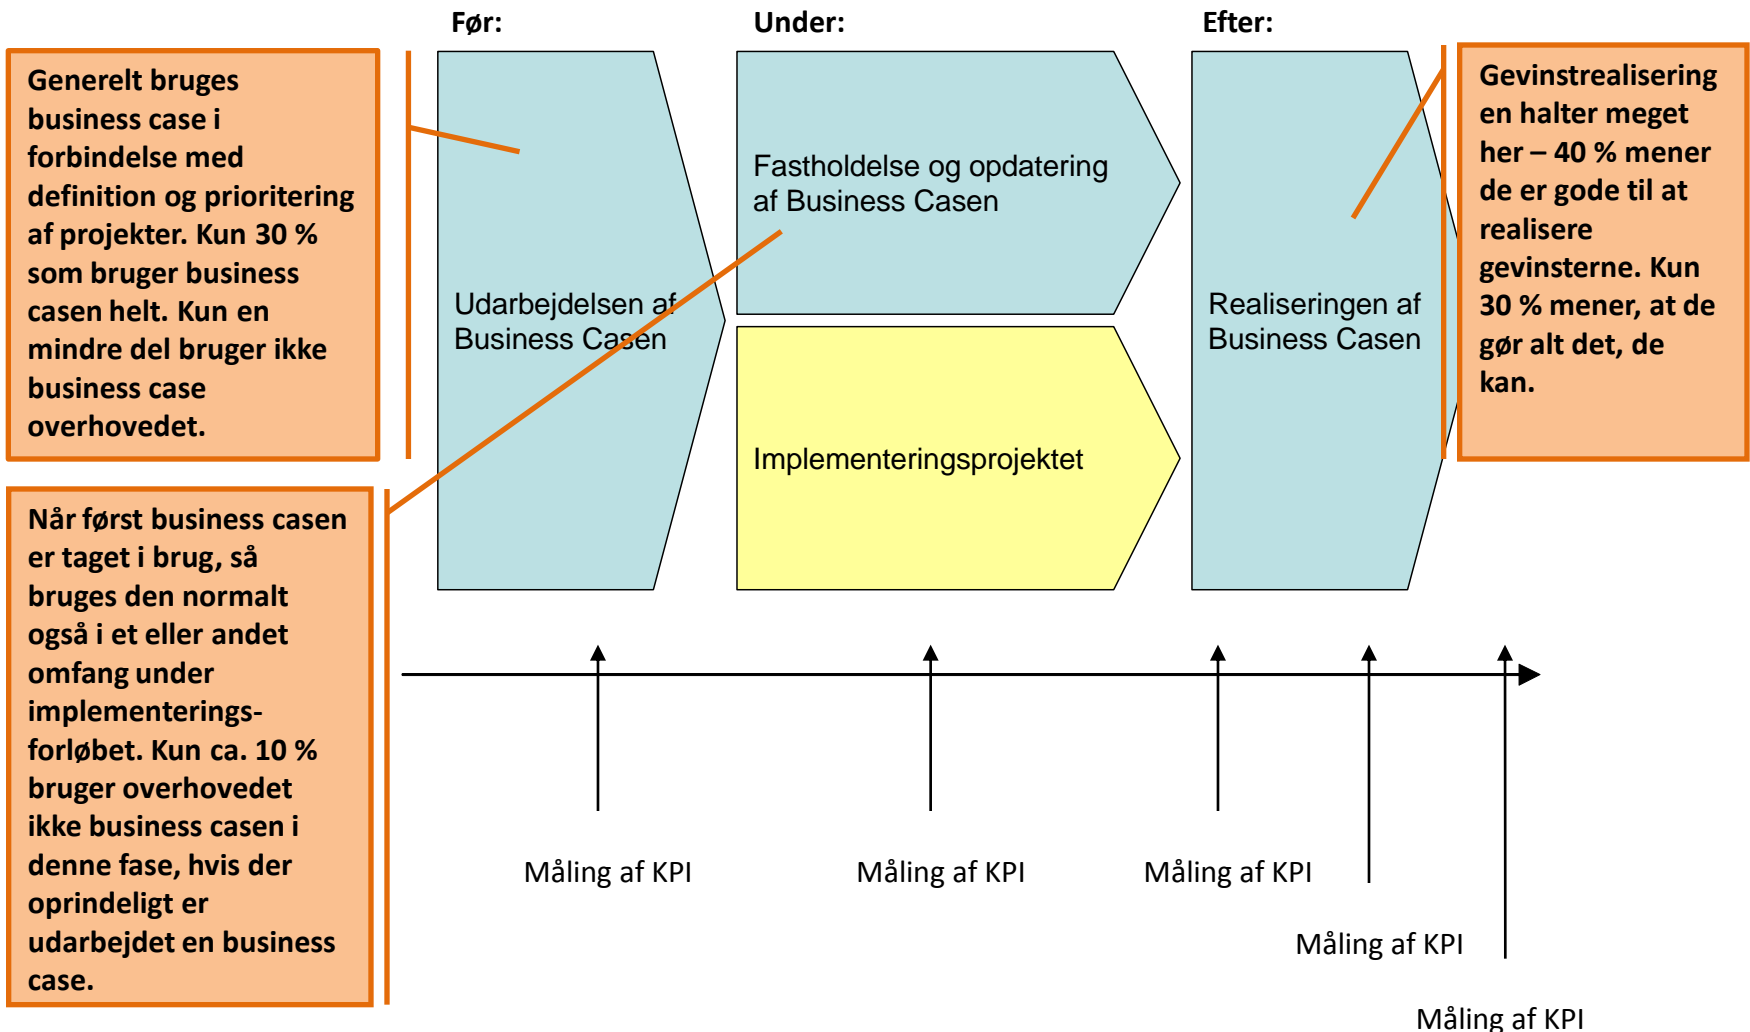 Før:
Under:
Efter:
Generelt bruges
business case i
forbindelse med
definition og prioritering
af projekter. Kun 30 %
som bruger business
casen helt. Kun en
mindre del bruger ikke
business case
overhovedet.
Når først business casen
er taget i brug, så
bruges den normalt
også i et eller andet
omfang under
implementerings-
forløbet. Kun ca. 10 %
bruger overhovedet
ikke business casen i
denne fase, hvis der
oprindeligt er
udarbejdet en business
case.
Udarbejdelsen af
Business Casen
Fastholdelse og opdatering
af Business Casen
Implementeringsprojektet
Realiseringen af
Business Casen
Gevinstrealisering
en halter meget
her – 40 % mener
de er gode til at
realisere
gevinsterne. Kun
30 % mener, at de
gør alt det, de
kan.
Måling af KPI
Måling af KPI
Måling af KPI
Måling af KPI
Måling af KPI